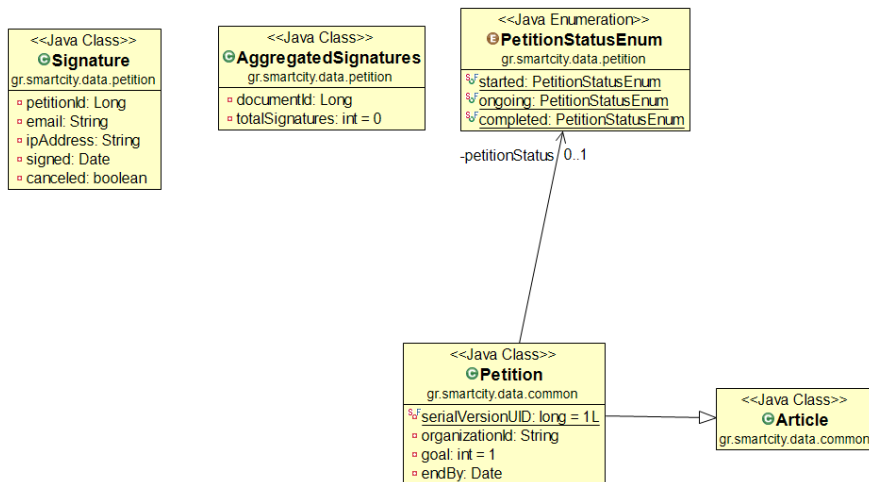 <<Java Class>>
Signature
gr.smartcity.data.petition
petitionId: Long
email: String
ipAddress: String
signed: Date
canceled: boolean
<<Java Class>>
AggregatedSignatures
gr.smartcity.data.petition
documentId: Long
totalSignatures: int = 0
<<Java Enumeration>>
PetitionStatusEnum
gr.smartcity.data.petition
started: PetitionStatusEnum
ongoing: PetitionStatusEnum
completed: PetitionStatusEnum
-petitionStatus 0..1
<<Java Class>>
Petition
gr.smartcity.data.common
serialVersionUID: long = 1L
organizationId: String
goal: int = 1
endBy: Date
<<Java Class>>
Article
gr.smartcity.data.common